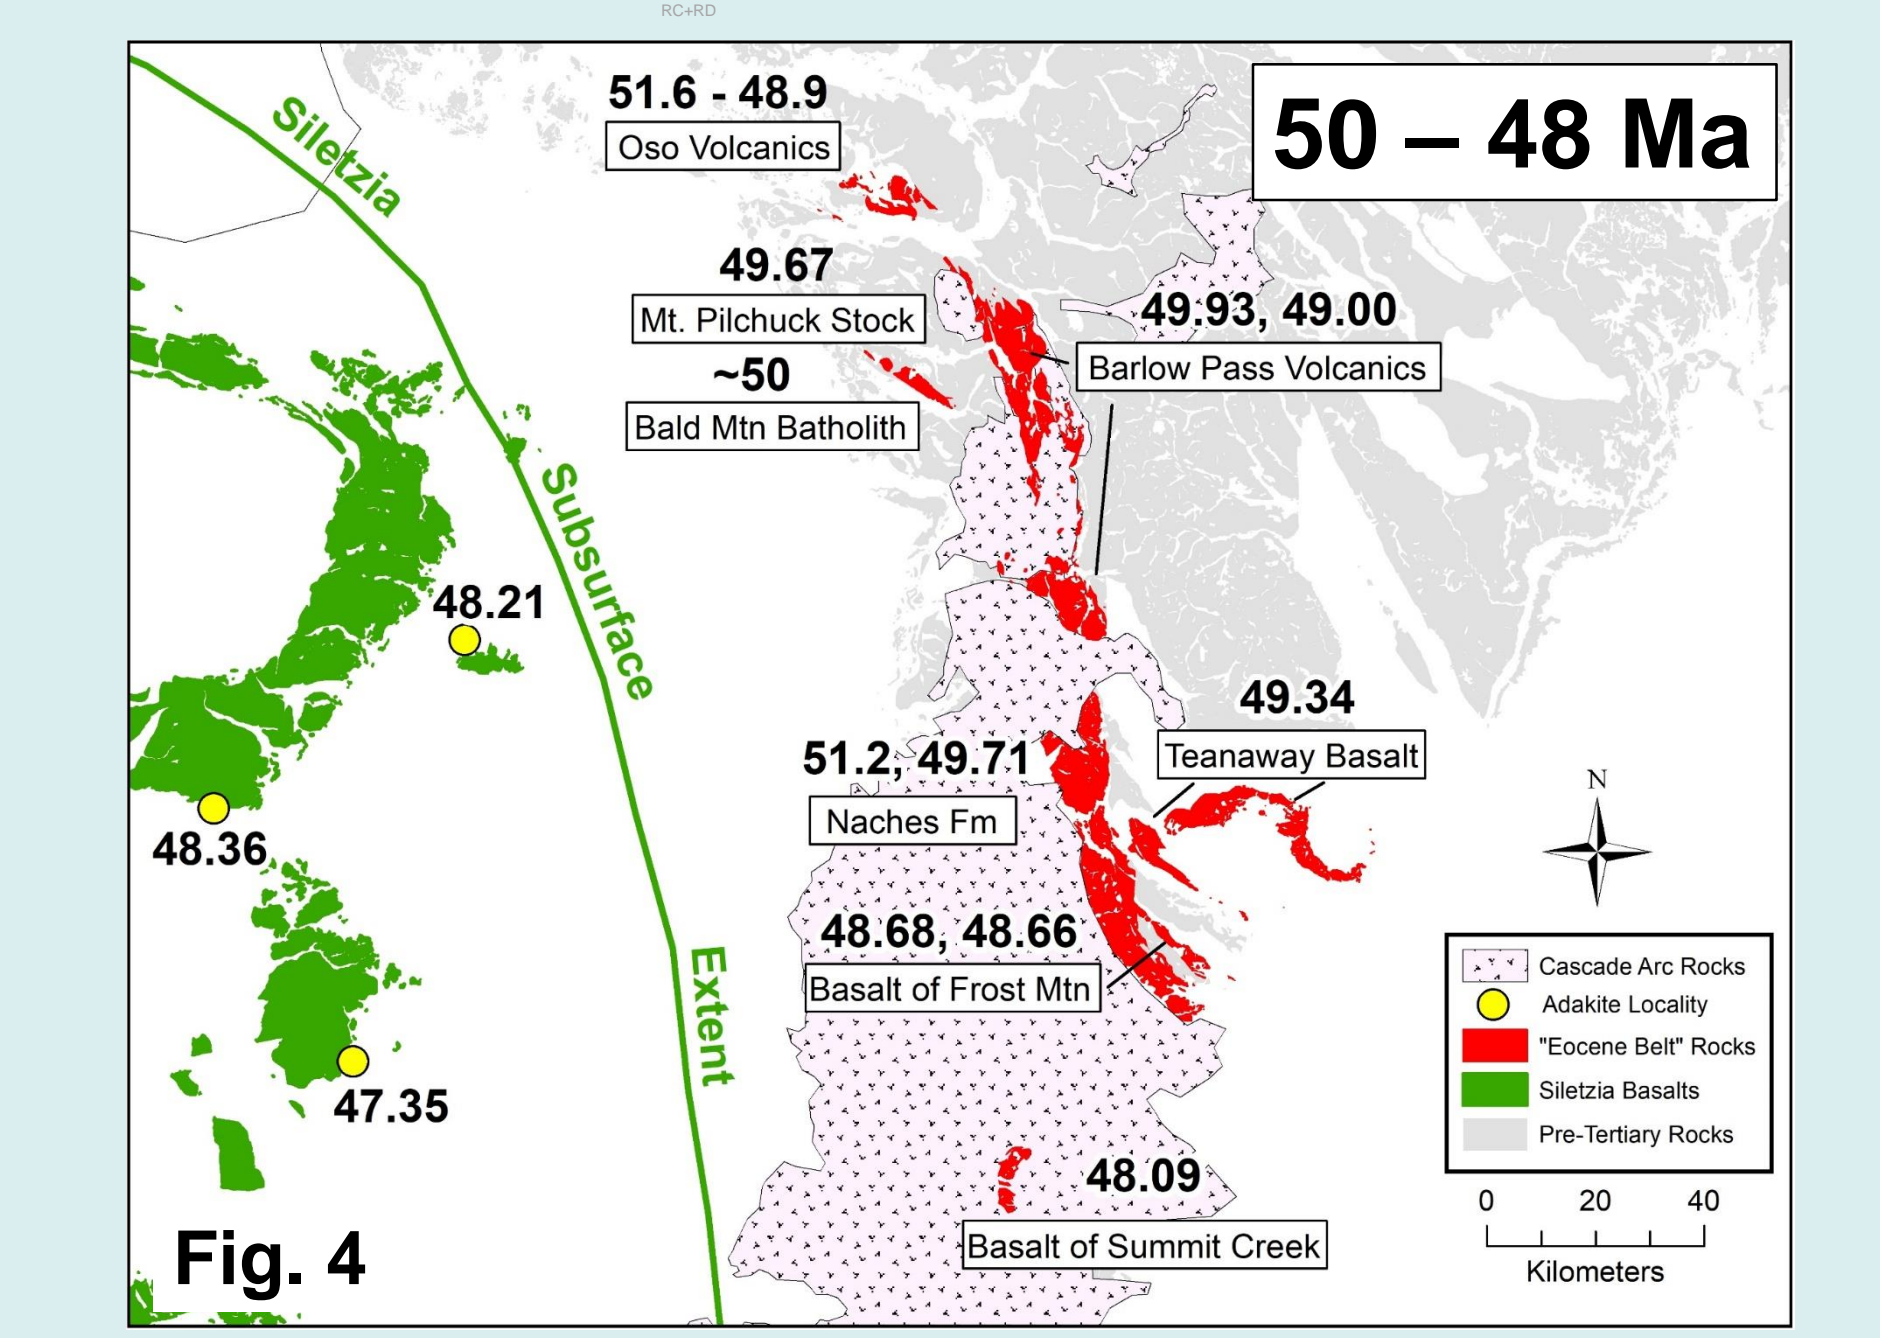 RC+RD
50 – 48 Ma
51.6 - 48.9
Oso Volcanics
Siletzia
49.67
Mt. Pilchuck Stock
49.93, 49.00
Barlow Pass Volcanics
~50
Bald Mtn Batholith
Subsurface
48.21
49.34
Teanaway Basalt
51.2, 49.71
Naches Fm
48.36
N
48.68, 48.66
Basalt of Frost Mtn
Extent
Cascade Arc Rocks
Adakite Locality
"Eocene Belt" Rocks
Siletzia Basalts
Pre-Tertiary Rocks
47.35
48.09
Basalt of Summit Creek
0 20 40
Kilometers
Fig. 4